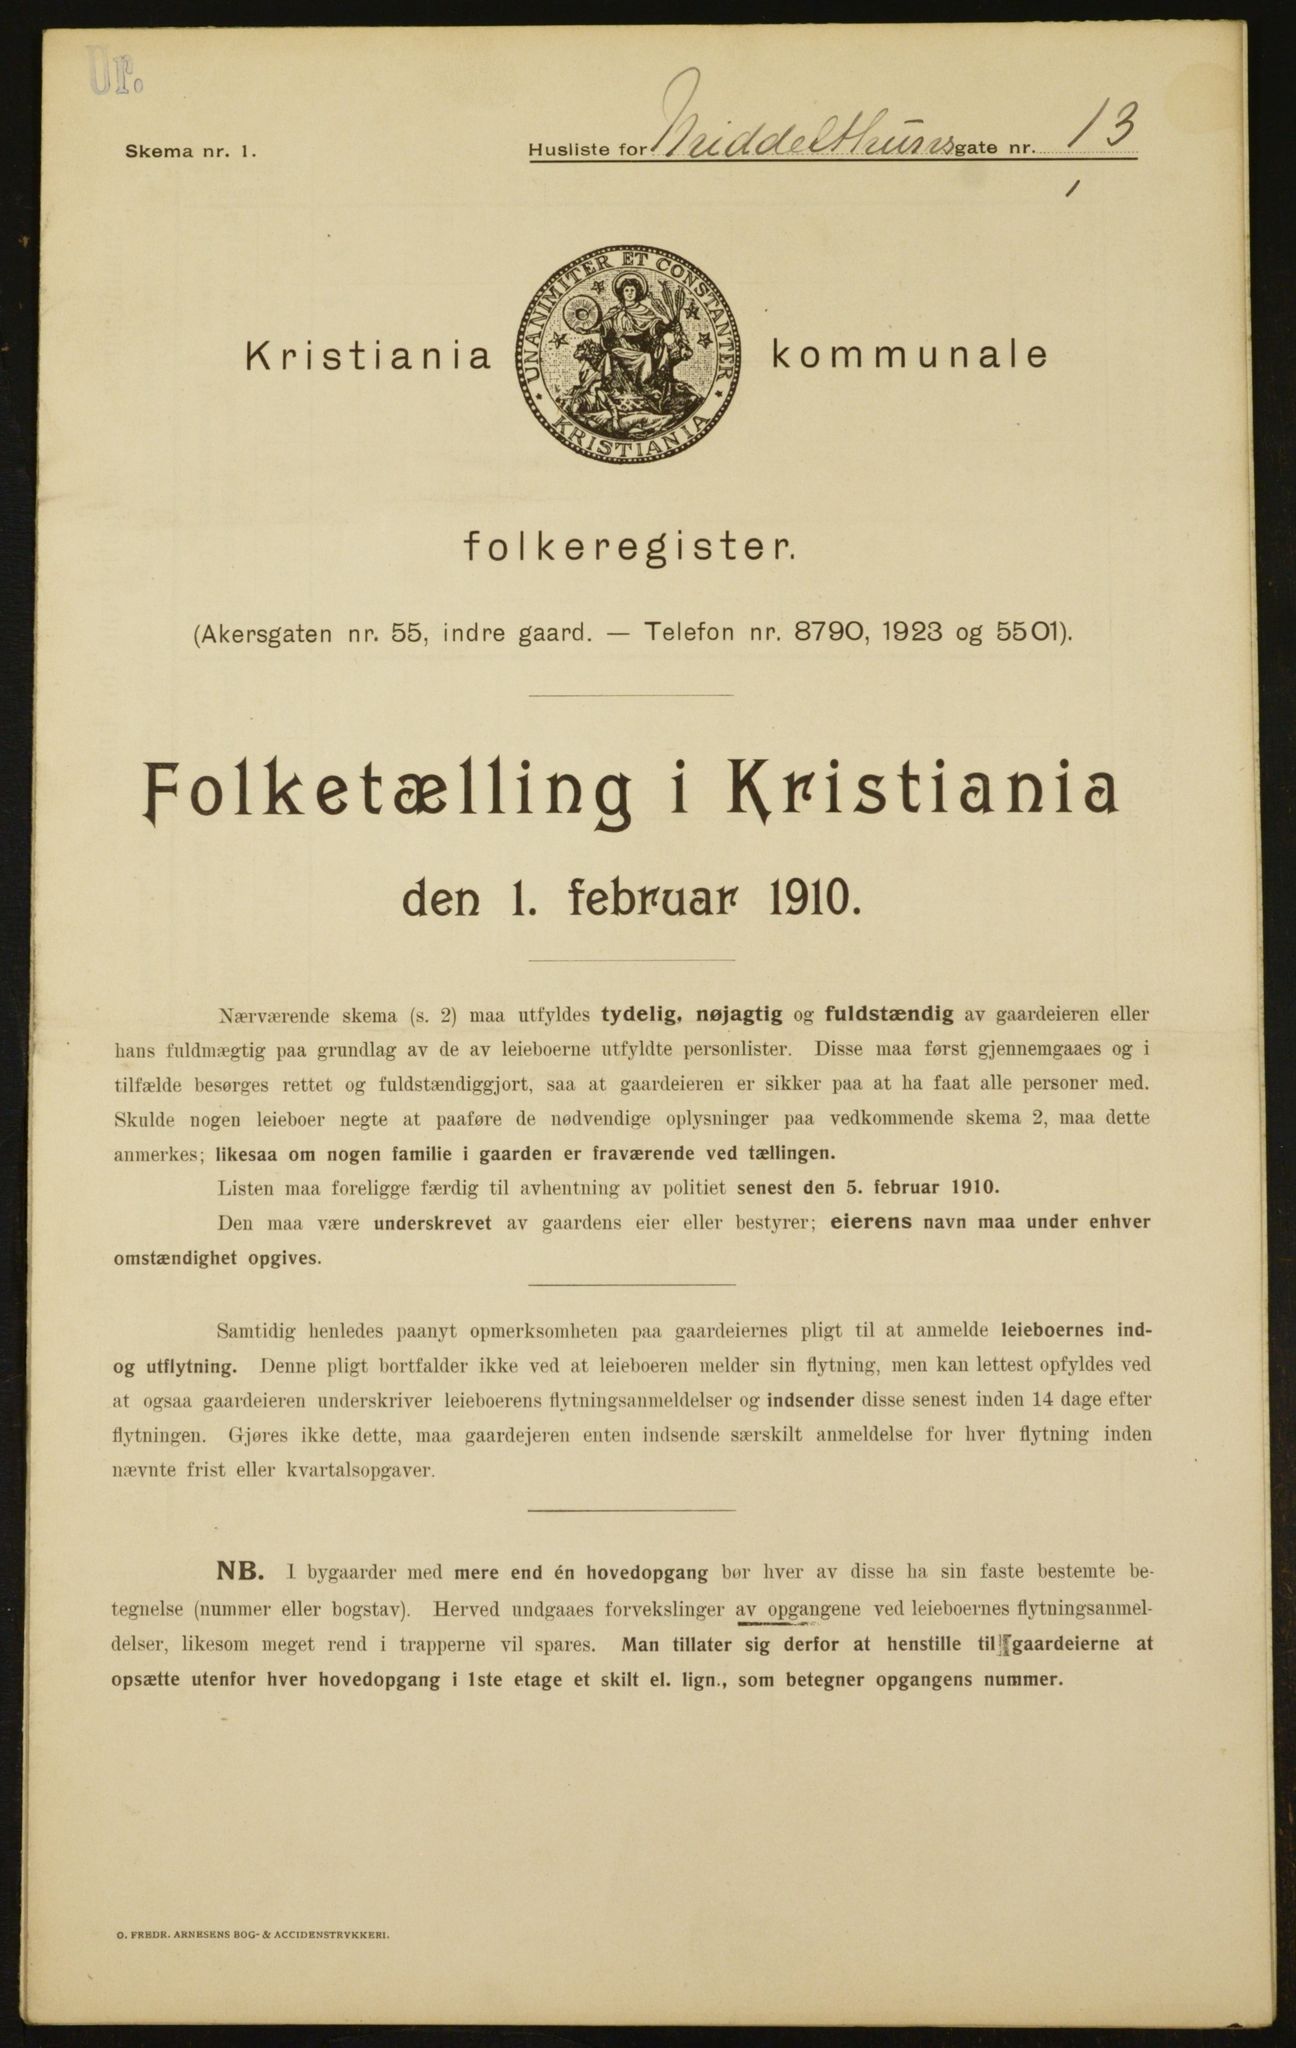 Ur.
Skema nr. 1.
Husliste for Middelthunsgate nr. 13
UNANIMITER ET CONSTANTER
KRISTIANIA
Kristiania kommunale
folkeregister.
(Akersgaten nr. 55, indre gaard. — Telefon nr. 8790, 1923 og 5501).
Folketælling i Kristiania
den 1. februar 1910.
Nærværende skema (s. 2) maa utfyldes tydelig, nøjagtig og fuldstændig av gaardeieren eller
hans fuldmægtig paa grundlag av de av leieboerne utfyldte personlister. Disse maa først gjennemgaaes og i
tilfælde besørges rettet og fuldstændiggjort, saa at gaardeieren er sikker paa at ha faat alle personer med.
Skulde nogen leieboer negte at paaføre de nødvendige oplysninger paa vedkommende skema 2, maa dette
anmerkes; likesaa om nogen familie i gaarden er fraværende ved tællingen.
Listen maa foreligge færdig til avhentning av politiet senest den 5. februar 1910.
Den maa være underskrevet av gaardens eier eller bestyrer; eierens navn maa under enhver
omstændighet opgives.
Samtidig henledes paanyt opmerksomheten paa gaardeiernes pligt til at anmelde leieboernes ind-
og utflytning. Denne pligt bortfalder ikke ved at leieboeren melder sin flytning, men kan lettest opfyldes ved
at ogsaa gaardeieren underskriver leieboerens flytningsanmeldelser og indsender disse senest inden 14 dage efter
flytningen. Gjøres ikke dette, maa gaardejeren enten indsende særskilt anmeldelse for hver flytning inden
nævnte frist eller kvartalsopgaver.
NB. I bygaarder med mere end én hovedopgang bør hver av disse ha sin faste bestemte be-
tegnelse (nummer eller bogstav). Herved undgaaes forvekslinger av opgangene ved leieboernes flytningsanmel-
delser, likesom meget rend i trapperne vil spares. Man tillater sig derfor at henstille til gaardeierne at
opsætte utenfor hver hovedopgang i 1ste etage et skilt el. lign., som betegner opgangens nummer.
O. FREDR. ARNESENS BOG- & ACCIDENSTRYKKERI.